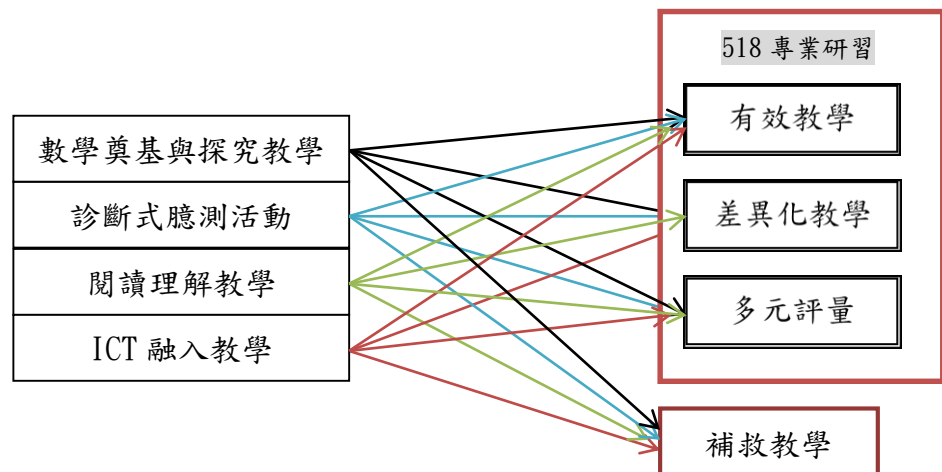 518 專業研習
數學奠基與探究教學
診斷式臆測活動
閱讀理解教學
ICT 融入教學
有效教學
差異化教學
多元評量
補救教學